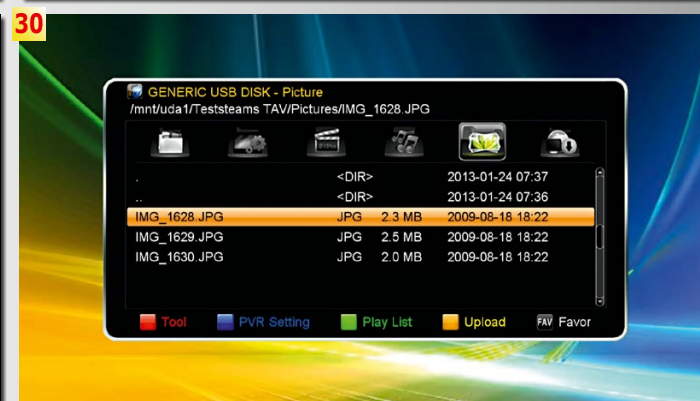 30
GENERIC USB DISK - Picture
/mnt/uda1/Teststeams TAV/Pictures/IMG_1628.JPG
. <DIR> 2013-01-24 07:37
.. <DIR> 2013-01-24 07:36
IMG_1628.JPG JPG 2.3 MB 2009-08-18 18:22
IMG_1629.JPG JPG 2.5 MB 2009-08-18 18:22
IMG_1630.JPG JPG 2.0 MB 2009-08-18 18:22
Tool PVR Setting Play List Upload FAV Favor